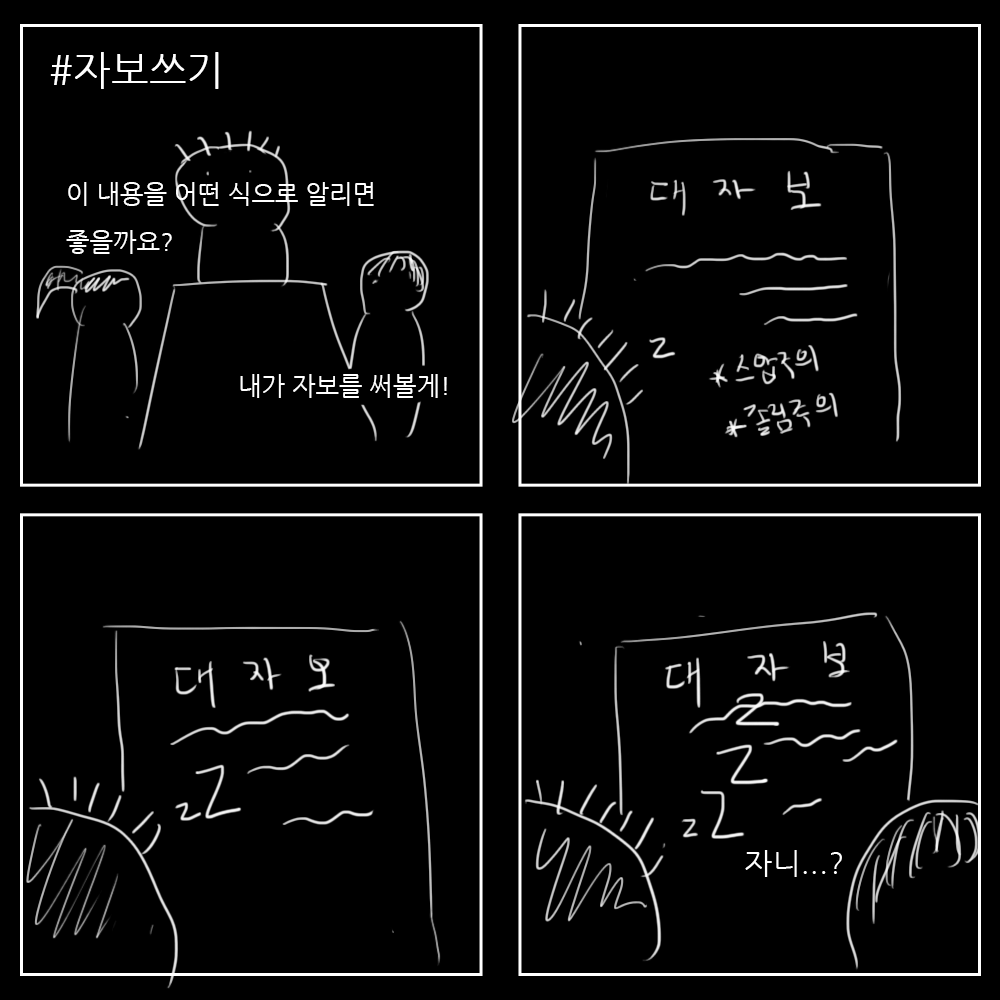 #자보쓰기
이 내용을 어떤 식으로 알리면
좋을까요?
내가 자보를 써볼게!
대 자 보
z
*스압주의
*졸림주의
대 자 보
zZ
대 자 보
Z
Z
zZ
자니...?